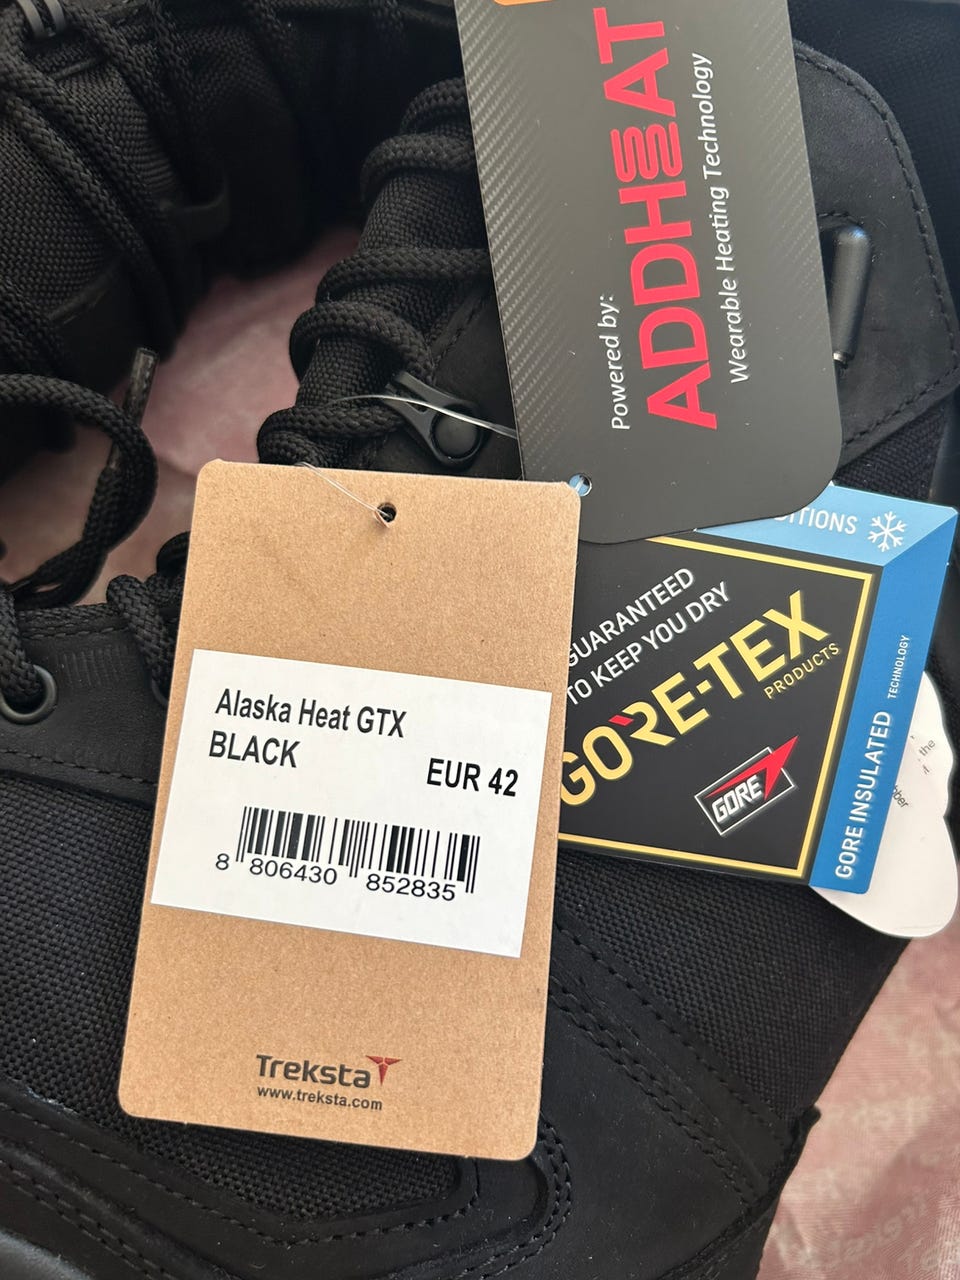 Powered by:
ADDHEAT
Wearable Heating Technology
GUARANTEED
TO KEEP YOU DRY
GORE-TEX
PRODUCTS
GORE
GORE INSULATED TECHNOLOGY
Alaska Heat GTX
BLACK
EUR 42
8 806430 852835
Treksta
www.treksta.com
the